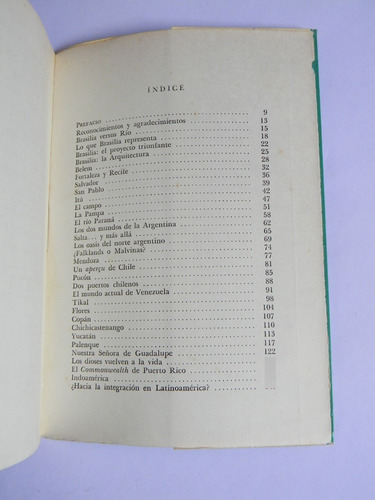 ÍNDICE
PREFACIO 9
Reconocimientos y agradecimientos 13
Brasilia versus Río 15
Lo que Brasilia representa 18
Brasilia: el proyecto triunfante 22
Brasilia: la Arquitectura 25
Belem 28
Fortaleza y Recife 32
Salvador 36
San Pablo 39
Itú 42
El campo 47
La Pampa 51
El río Paraná 58
Los dos mundos de la Argentina 62
Salta... y más allá 65
Los oasis del norte argentino 69
¿Falklands o Malvinas? 74
Mendoza 77
Un aperçu de Chile 81
Pucón 85
Dos puertos chilenos 88
El mundo actual de Venezuela 91
Tikal 98
Flores 104
Copán 107
Chichicastenango 110
Yucatán 113
Palenque 117
Nuestra Señora de Guadalupe 122
Los dioses vuelven a la vida
El Commonwealth de Puerto Rico
Indoamérica
¿Hacia la integración en Latinoamérica?